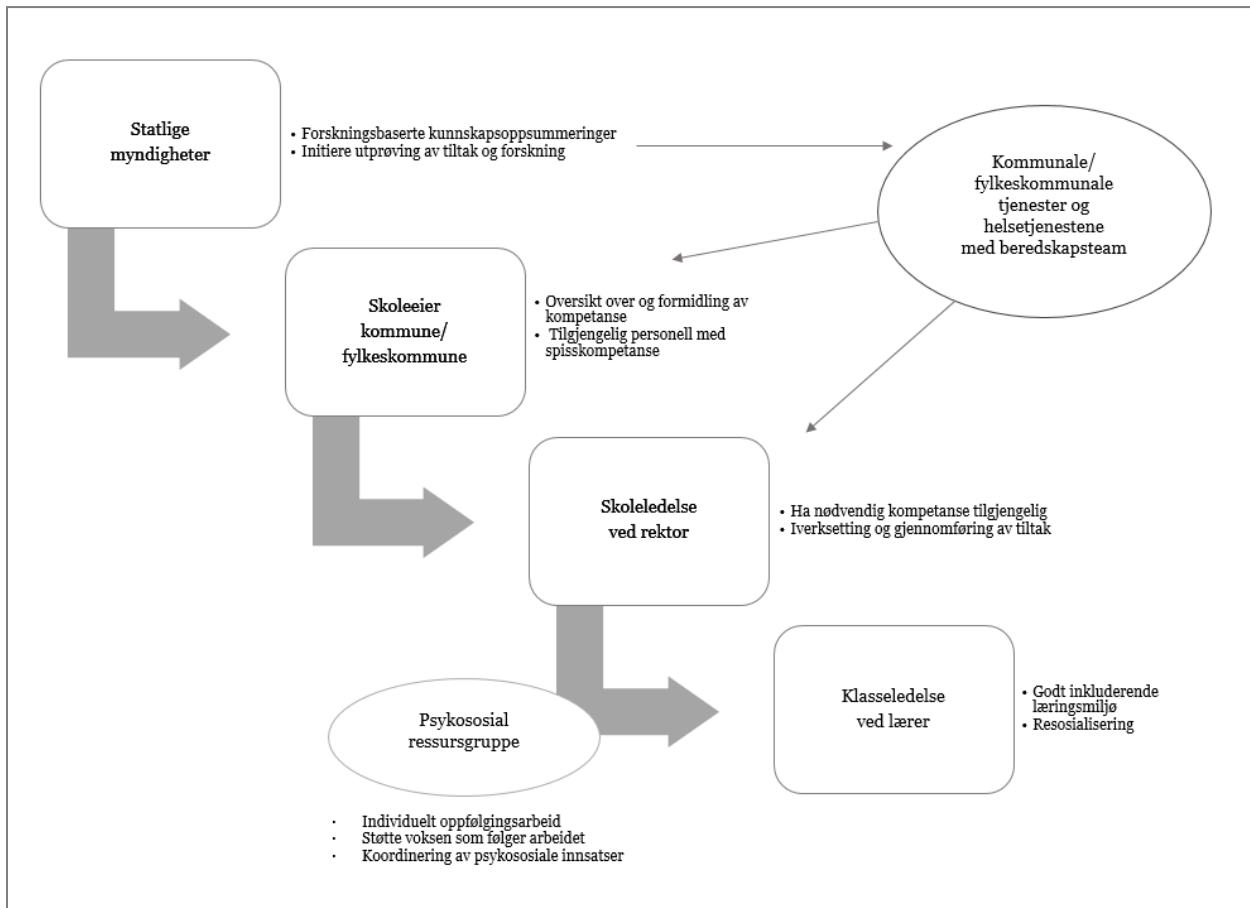 Statlige
myndigheter
• Forskningsbaserte kunnskapsoppsummeringer
• Initiere utprøving av tiltak og forskning
Kommunale/
fylkeskommunale
tjenester og
helsetjenestene
med beredskapsteam
Skoleeier
kommune/
fylkeskommune
• Oversikt over og formidling av
kompetanse
• Tilgjengelig personell med
spisskompetanse
Skoleledelse
ved rektor
• Ha nødvendig kompetanse tilgjengelig
• Iverksetting og gjennomføring av tiltak
Klasseledelse
ved lærer
• Godt inkluderende
læringsmiljø
• Resosialisering
Psykososial
ressursgruppe
· Individuelt oppfølgingsarbeid
· Støtte voksen som følger arbeidet
· Koordinering av psykososiale innsatser